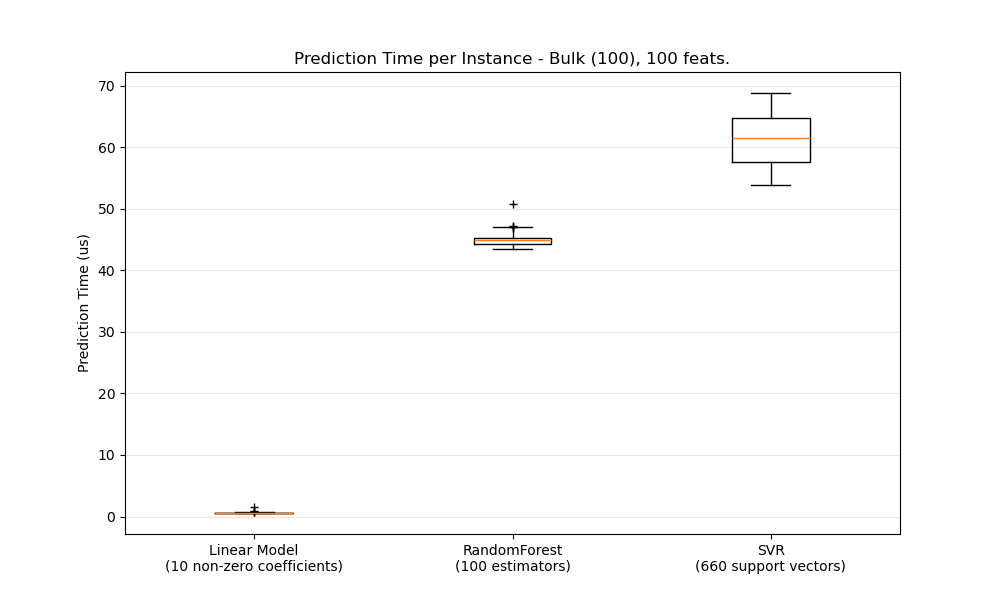 Prediction Time per Instance - Bulk (100), 100 feats.
Prediction Time (us)
70
60
50
40
30
20
10
0
Linear Model
(10 non-zero coefficients)
RandomForest
(100 estimators)
SVR
(660 support vectors)